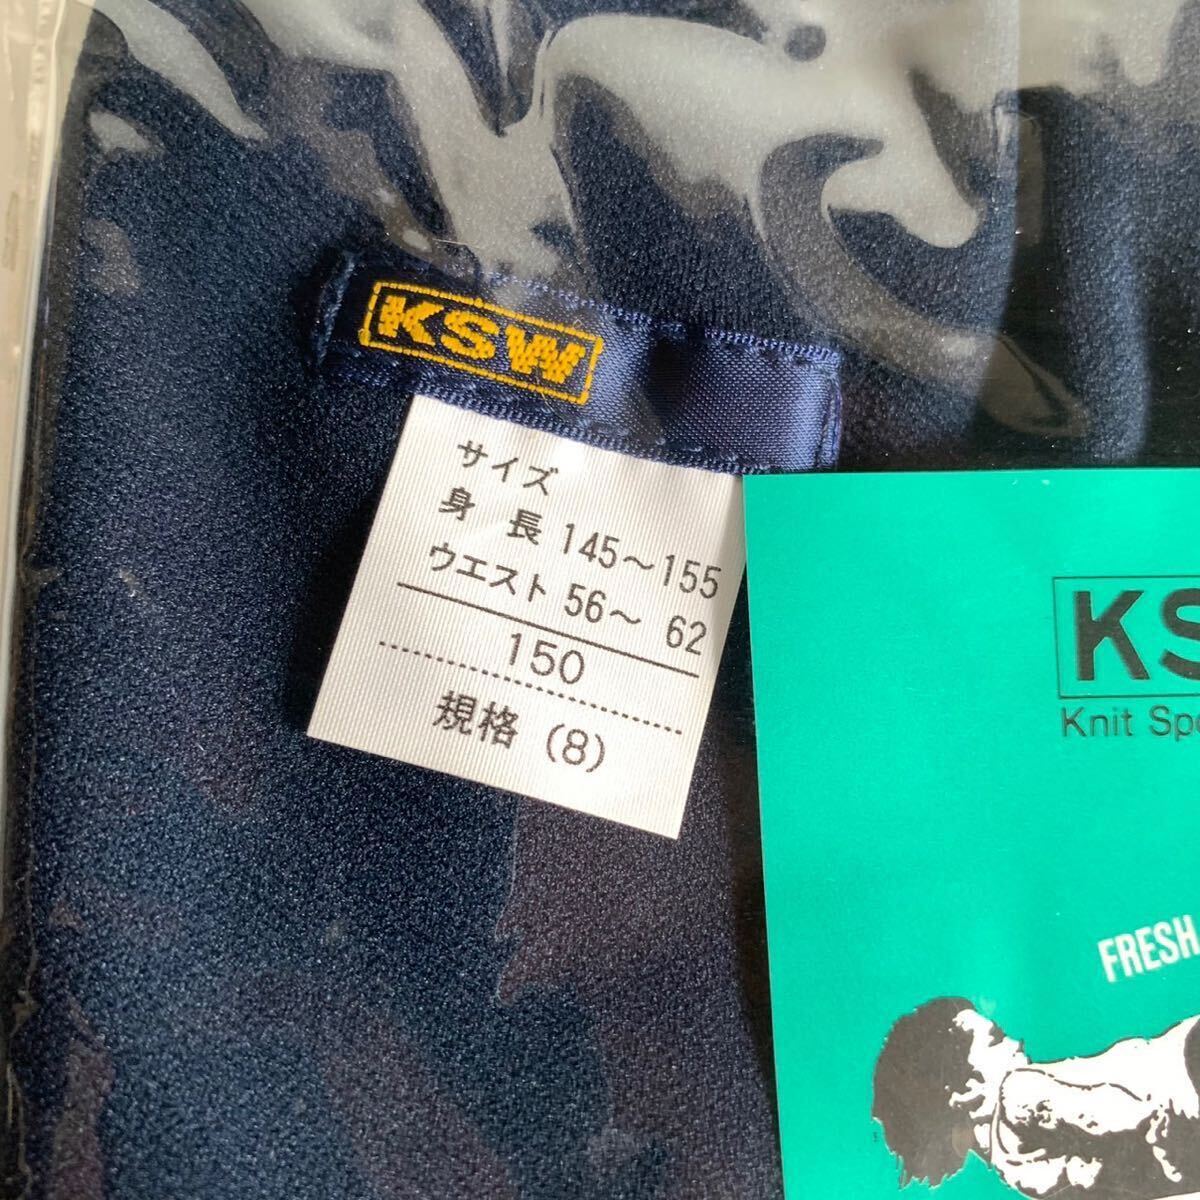 KSW
サイズ
身長 145～155
ウエスト 56～ 62
150
規格 (8)
KS
Knit Sp
FRESH